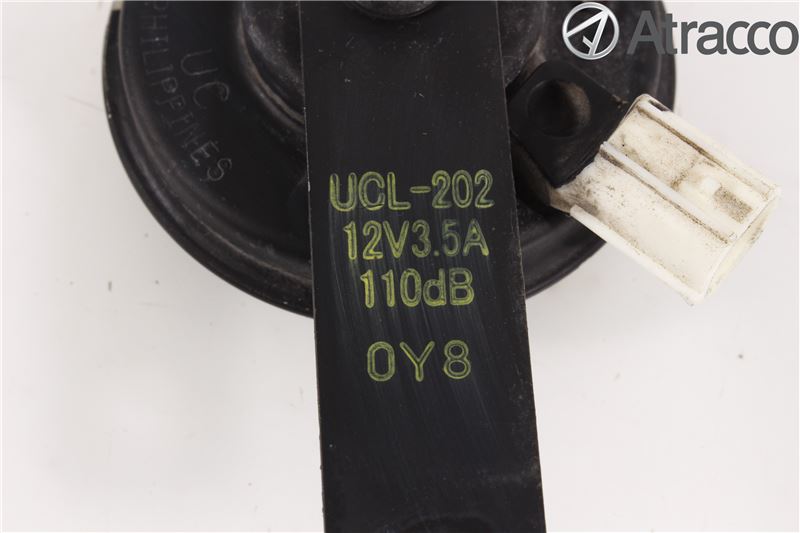 Atracco
UC
PHILIPPINES
UCL-202
12V3.5A
110dB
0Y8